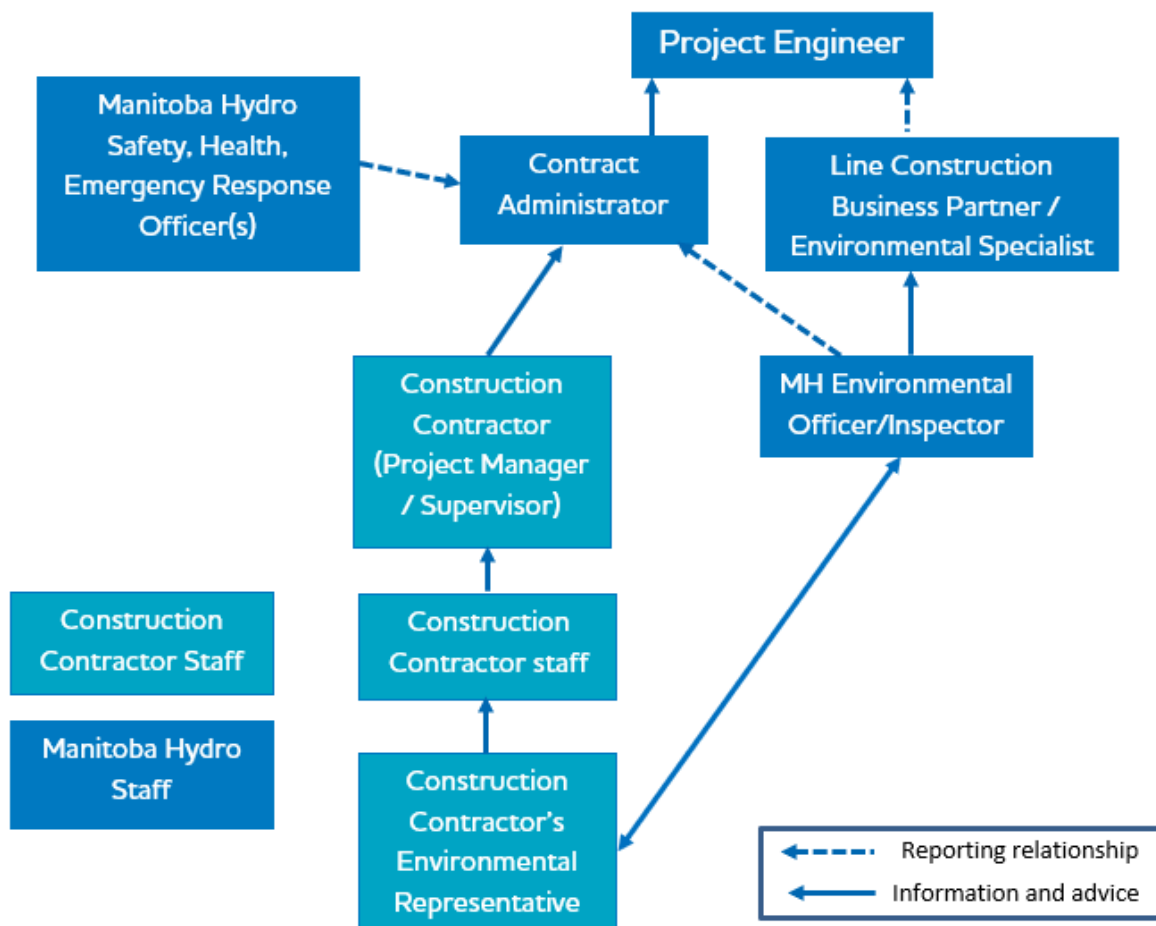 Project Engineer
Manitoba Hydro
Safety, Health,
Emergency Response
Officer(s)
Contract
Administrator
Line Construction
Business Partner /
Environmental Specialist
Construction
Contractor
(Project Manager
/ Supervisor)
MH Environmental
Officer/Inspector
Construction
Contractor Staff
Construction
Contractor staff
Manitoba Hydro
Staff
Construction
Contractor's
Environmental
Representative
Reporting relationship
Information and advice